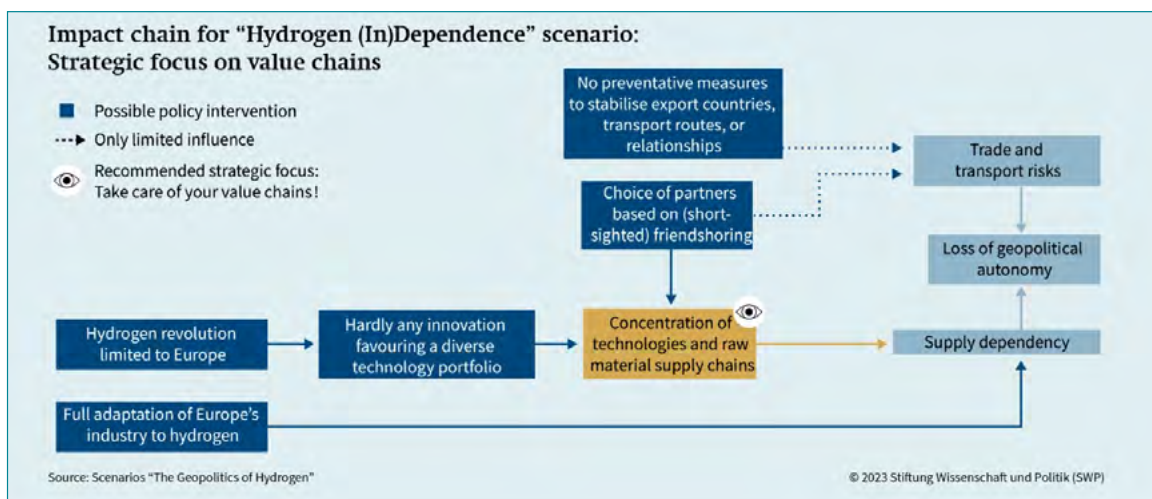 Impact chain for “Hydrogen (In)Dependence” scenario:
Strategic focus on value chains
Possible policy intervention
Only limited influence
Recommended strategic focus:
Take care of your value chains!
No preventative measures
to stabilise export countries,
transport routes, or
relationships
Trade and
transport risks
Choice of partners
based on (short-
sighted) friendshoring
Loss of geopolitical
autonomy
Hydrogen revolution
limited to Europe
Hardly any innovation
favouring a diverse
technology portfolio
Concentration of
technologies and raw
material supply chains
Supply dependency
Full adaptation of Europe’s
industry to hydrogen
Source: Scenarios “The Geopolitics of Hydrogen”
© 2023 Stiftung Wissenschaft und Politik (SWP)